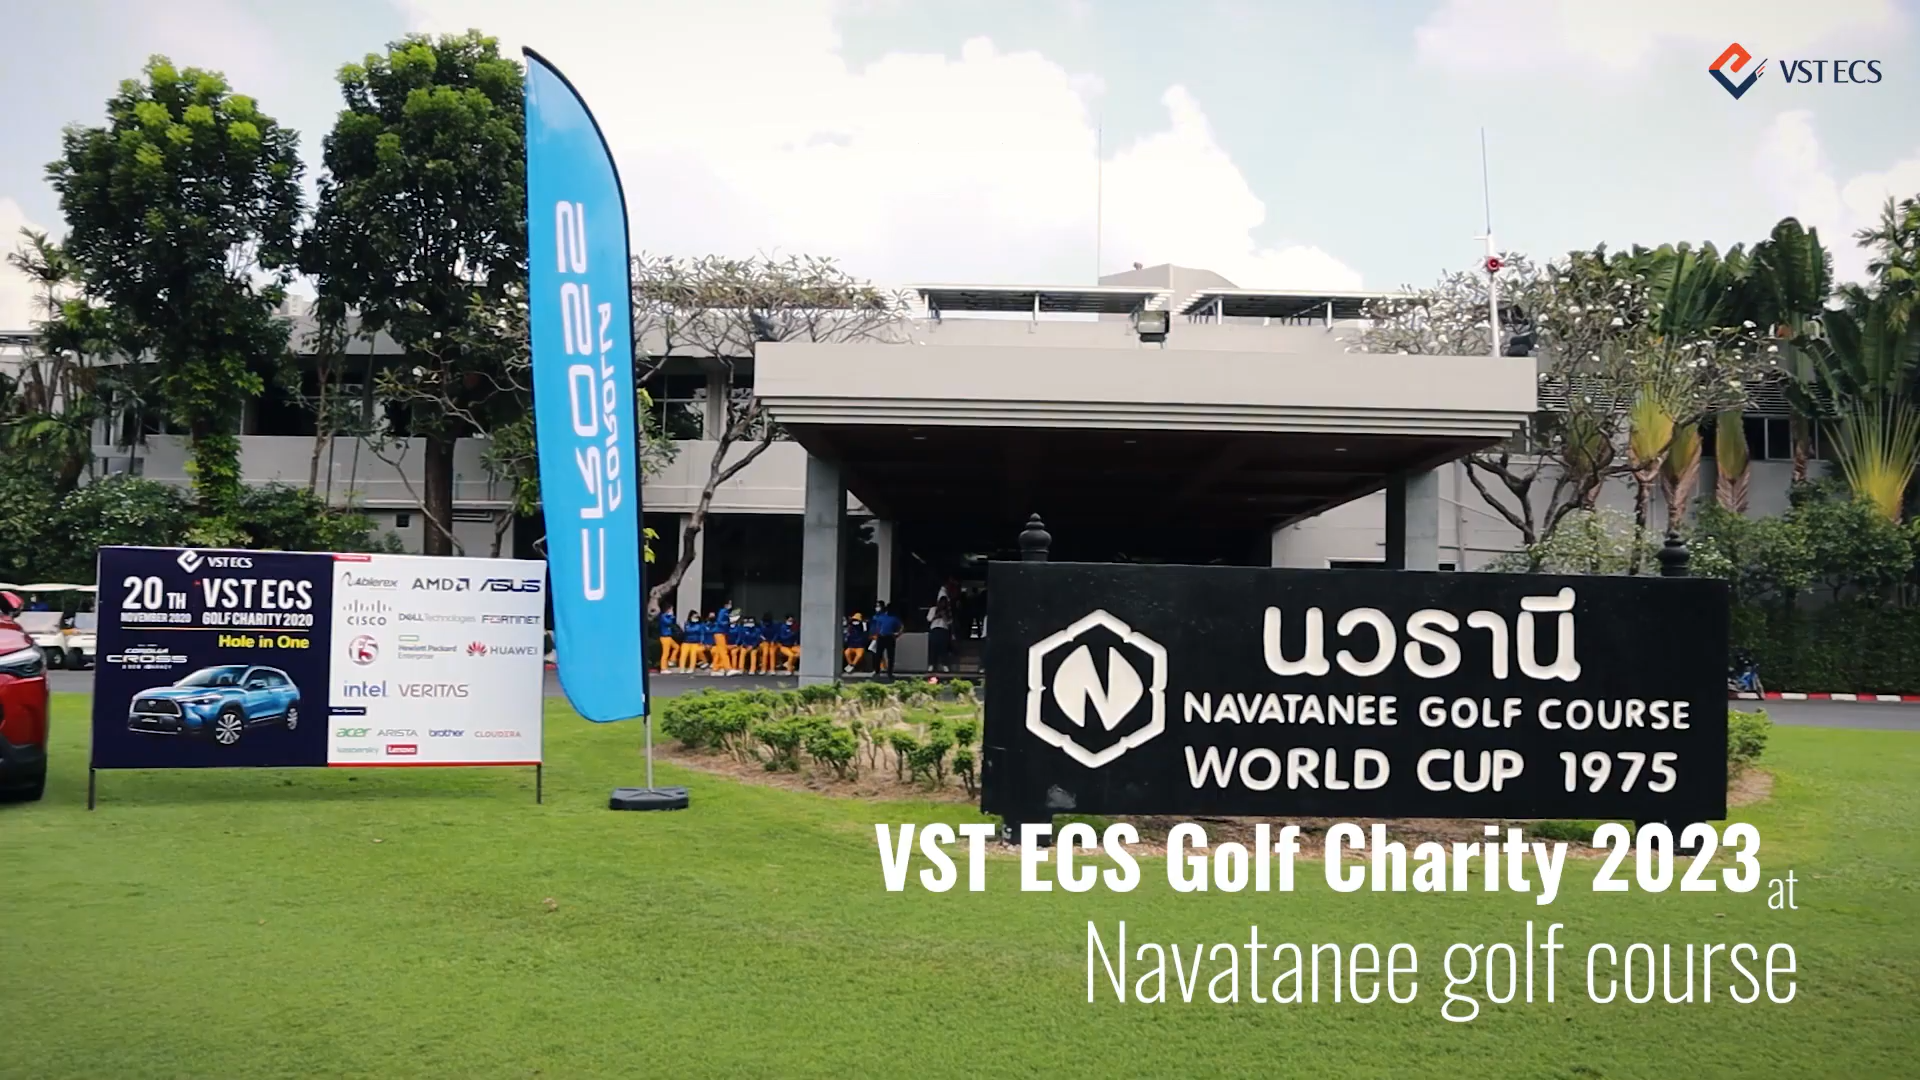 VST ECS
CROSS
COROLLA
VST ECS
20TH VST ECS
NOVEMBER 2020 GOLF CHARITY 2020
Hole in One
COROLLA
CROSS
Ablerex AMD ASUS
CISCO DELL Technologies FORTINET
F5 Hewlett Packard
Enterprise HUAWEI
intel VERITAS
acer ARISTA brother CLOUDERA
kaspersky Lenovo
N
นวธานี
NAVATANEE GOLF COURSE
WORLD CUP 1975
VST ECS Golf Charity 2023 at
Navatanee golf course